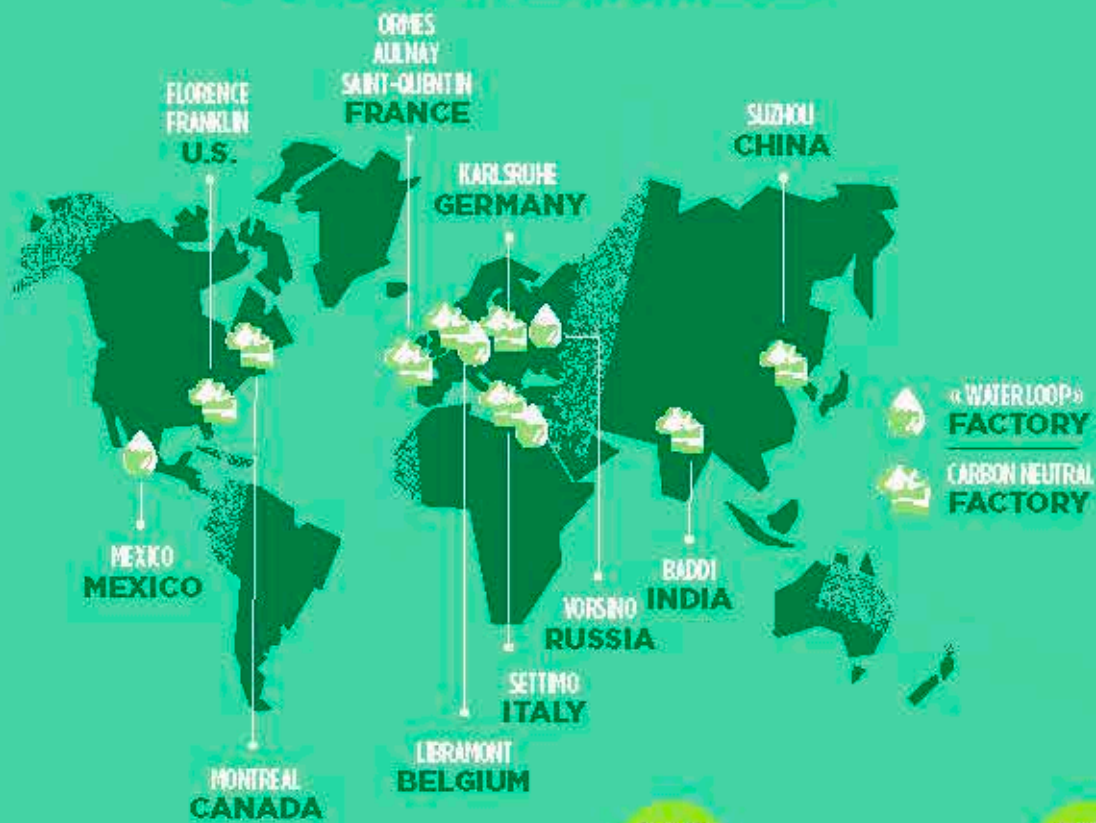 ORMES
AULNAY
SAINT-QUENTIN
FRANCE
FLORENCE
FRANKLIN
U.S.
SUZHOU
CHINA
KARLSRUHE
GERMANY
«WATER LOOP»
FACTORY
CARBON NEUTRAL
FACTORY
MEXICO
MEXICO
BADDI
INDIA
VORSINO
RUSSIA
SETTIMO
ITALY
LIBRAMONT
BELGIUM
MONTREAL
CANADA